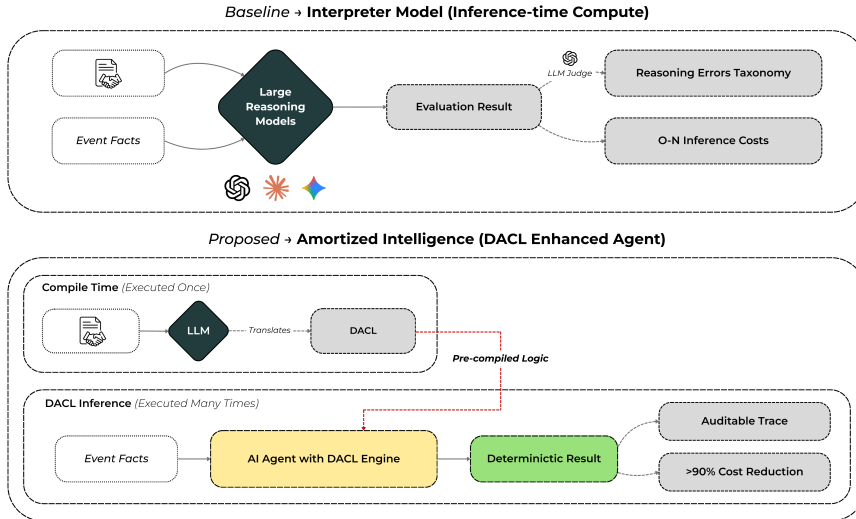 Baseline → Interpreter Model (Inference-time Compute)
Large
Reasoning
Models
Event Facts
Evaluation Result
LLM Judge
Reasoning Errors Taxonomy
O-N Inference Costs
Proposed → Amortized Intelligence (DACL Enhanced Agent)
Compile Time (Executed Once)
LLM
Translates
DACL
Pre-compiled Logic
DACL Inference (Executed Many Times)
Event Facts
AI Agent with DACL Engine
Deterministic Result
Auditable Trace
>90% Cost Reduction